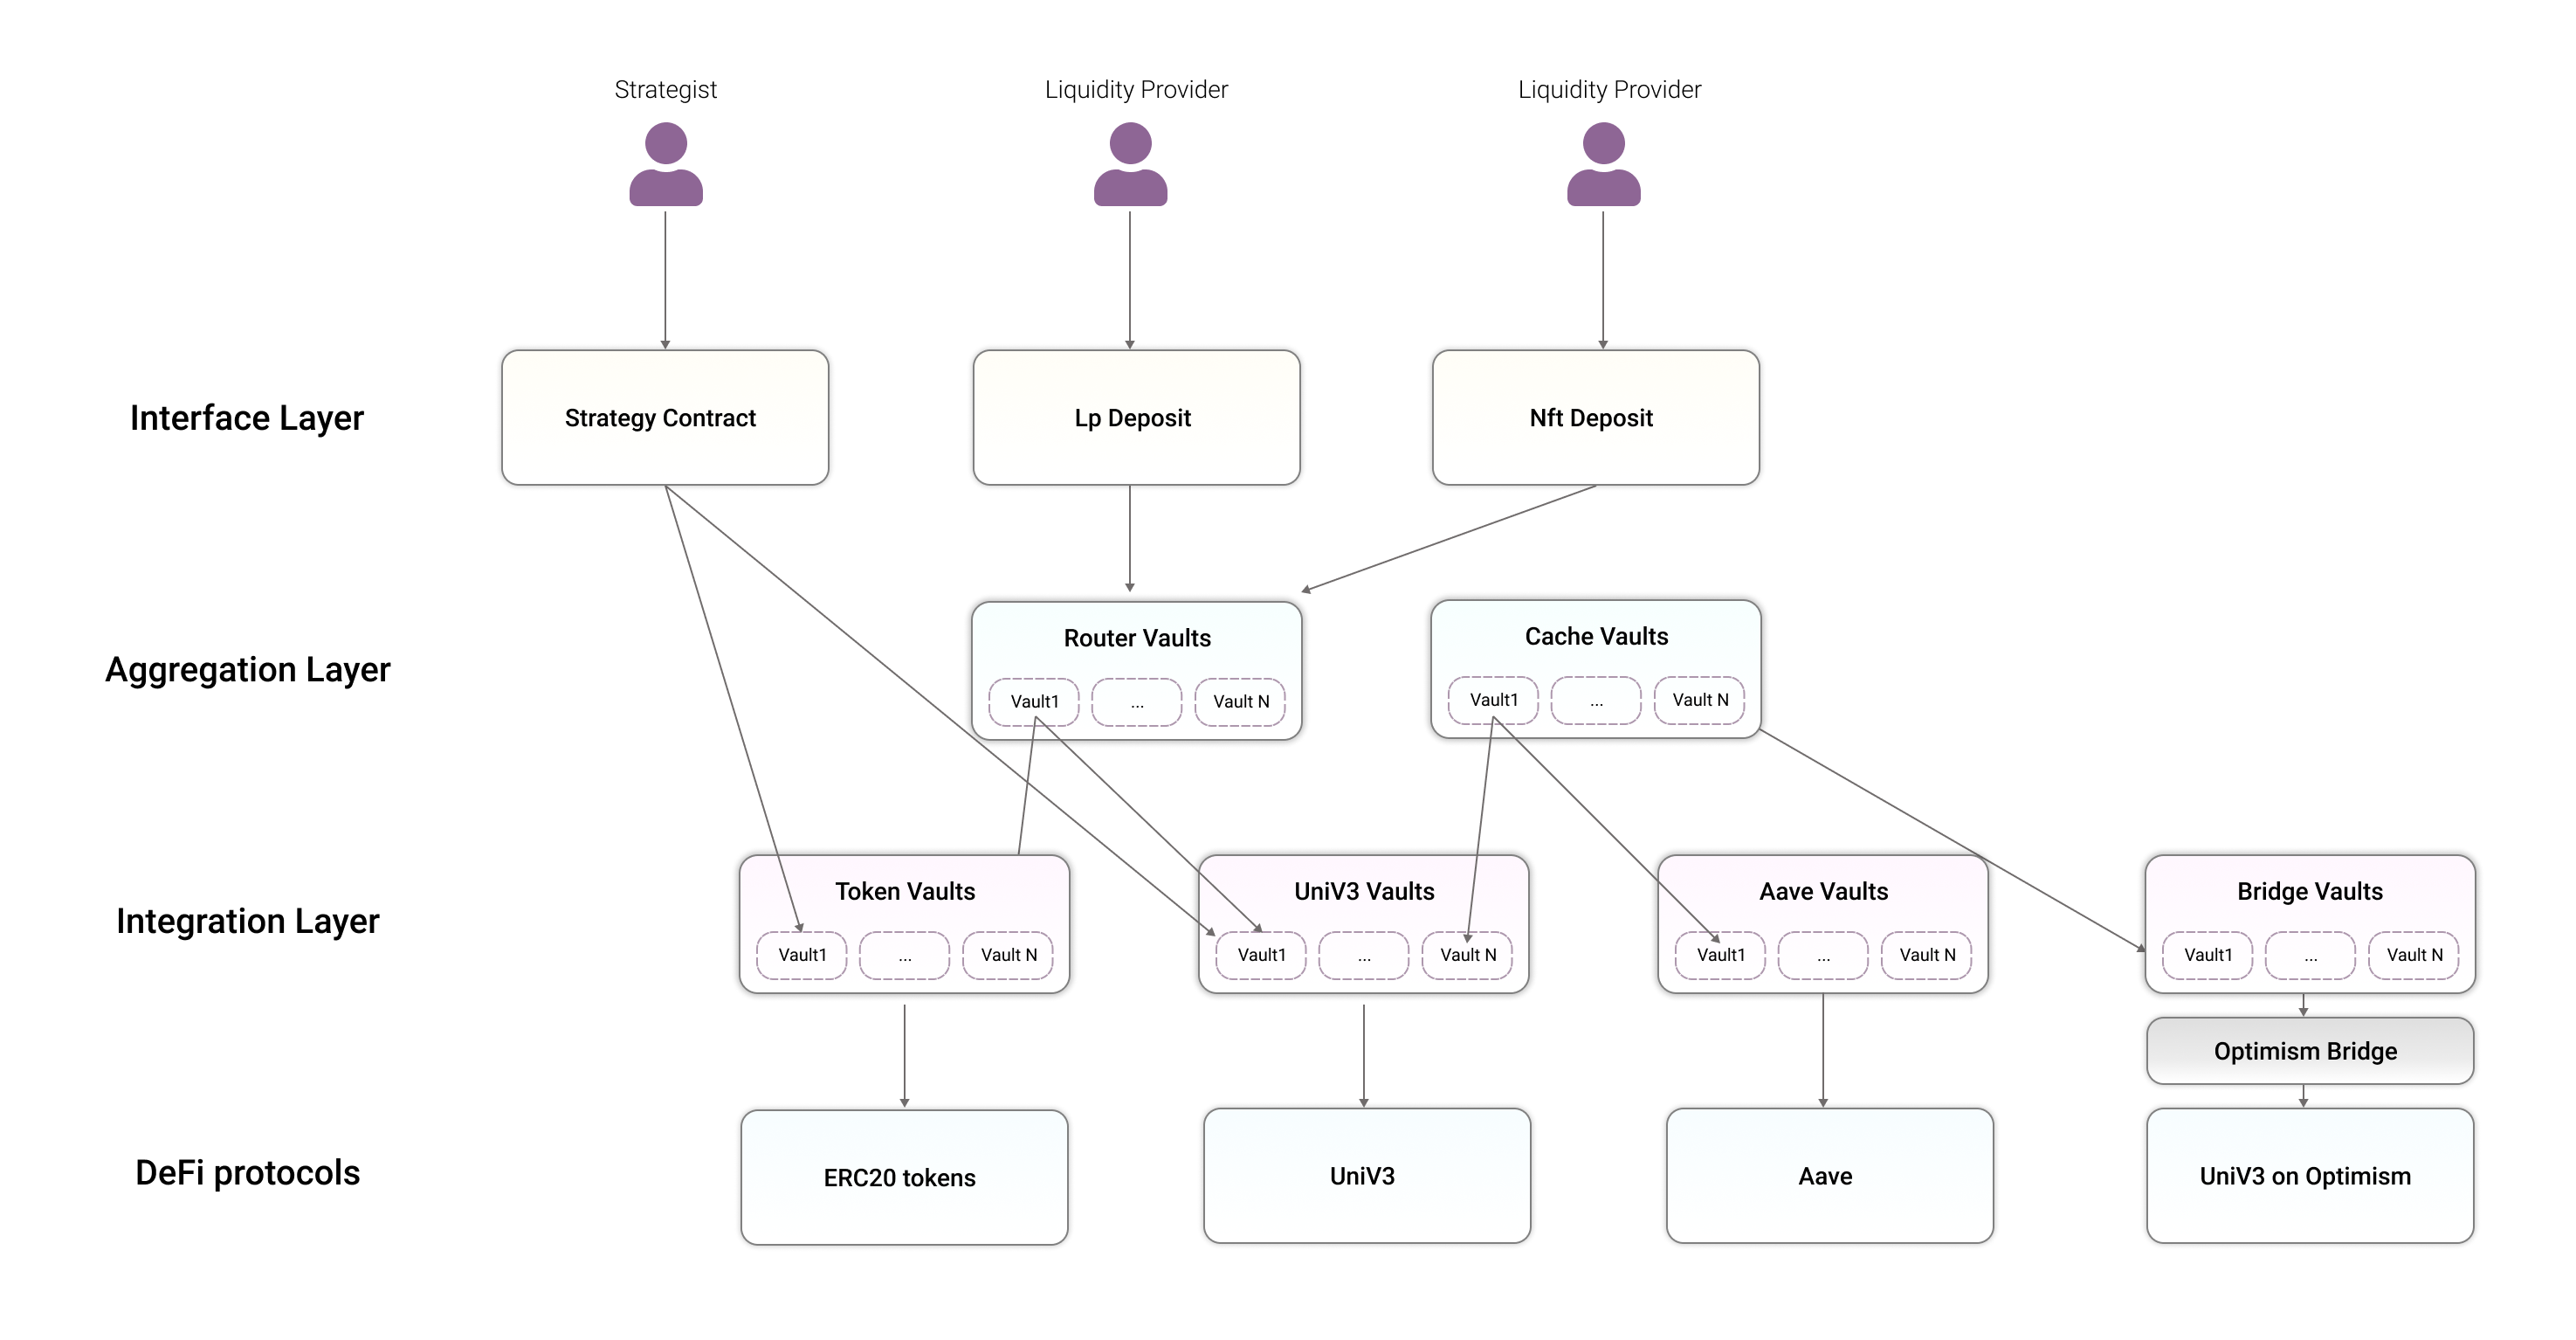 Strategist
Liquidity Provider
Liquidity Provider
Interface Layer
Strategy Contract
Lp Deposit
Nft Deposit
Aggregation Layer
Router Vaults
Vault1
...
Vault N
Cache Vaults
Vault1
...
Vault N
Integration Layer
Token Vaults
Vault1
...
Vault N
UniV3 Vaults
Vault1
...
Vault N
Aave Vaults
Vault1
...
Vault N
Bridge Vaults
Vault1
...
Vault N
Optimism Bridge
DeFi protocols
ERC20 tokens
UniV3
Aave
UniV3 on Optimism